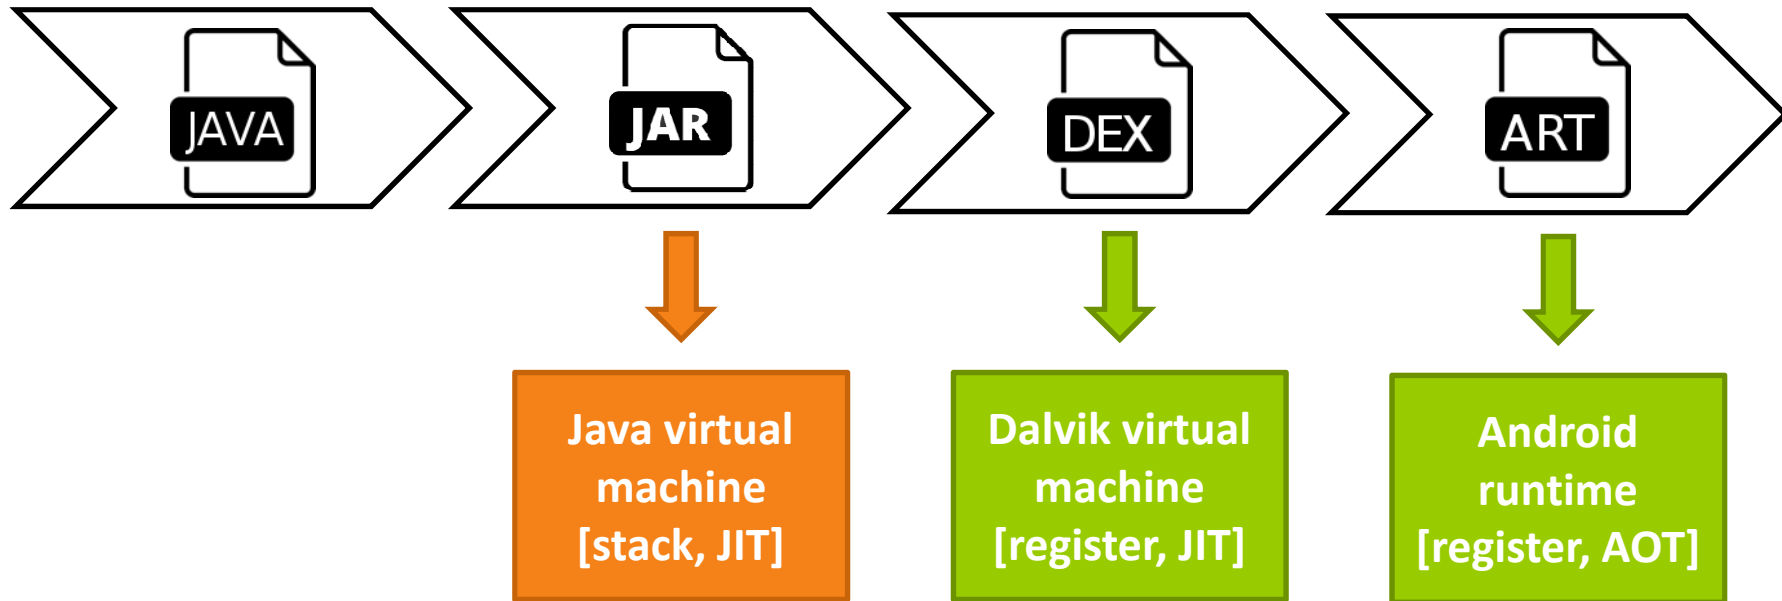 JAVA
JAR
DEX
ART
Java virtual
machine
[stack, JIT]
Dalvik virtual
machine
[register, JIT]
Android
runtime
[register, AOT]